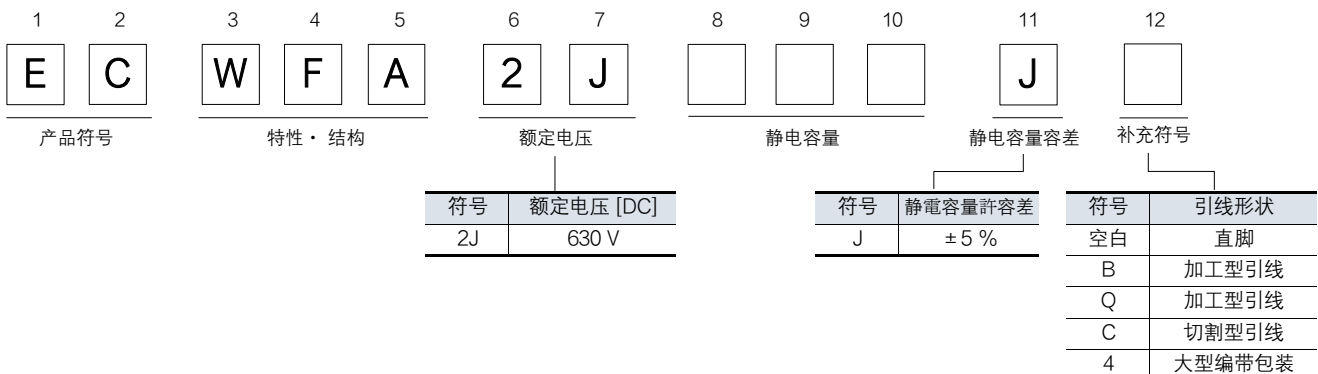 1 2 3 4 5 6 7 8 9 10 11 12
E C W F A 2 J J
产品符号 特性・结构 额定电压 静电容量 静电容量容差 补充符号
符号 额定电压 [DC] 符号 静電容量許容差 符号 引线形状
2J 630 V J ±5 % 空白 直脚
B 加工型引线
Q 加工型引线
C 切割型引线
4 大型编带包装